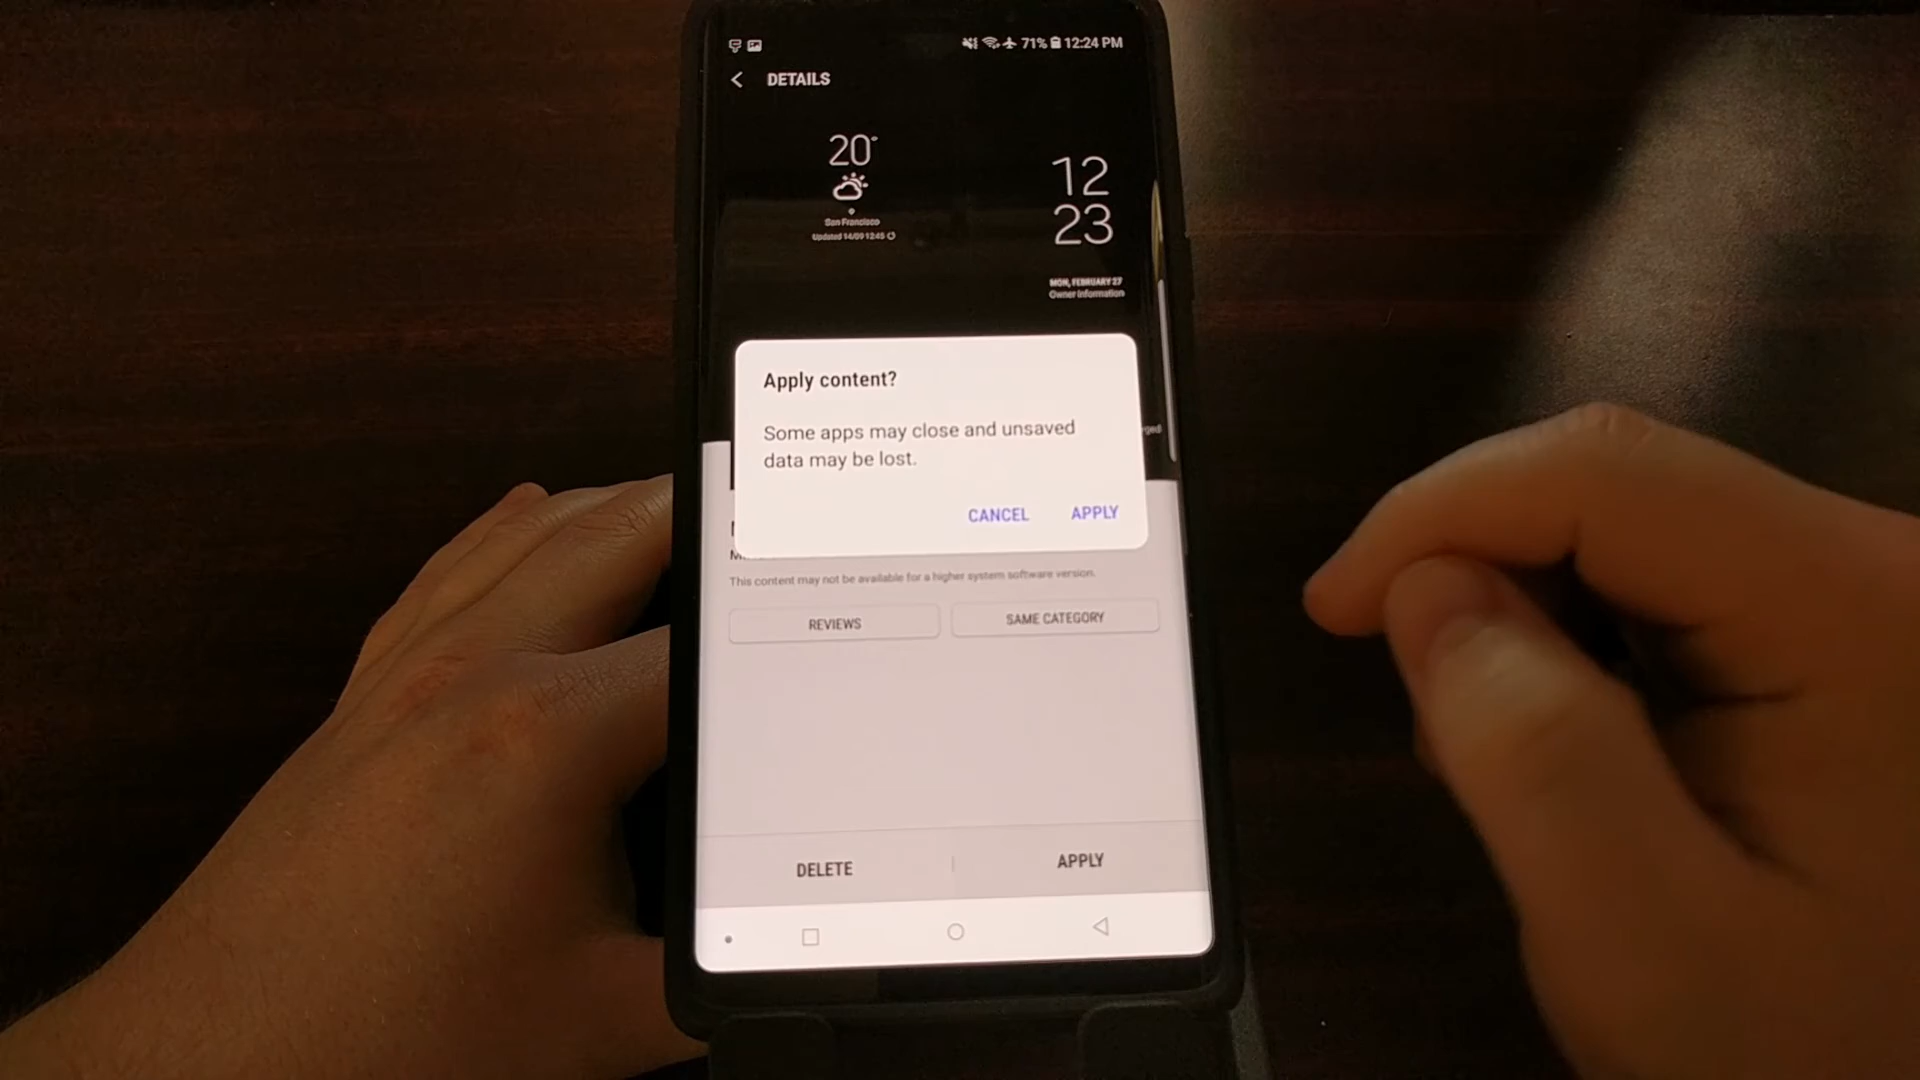 71% 12:24 PM
DETAILS
20°
San Francisco
Updated 14/09 12:45
12
23
MON, FEBRUARY 27
Owner information
Apply content?
Some apps may close and unsaved
data may be lost.
CANCEL APPLY
This content may not be available for a higher system software version.
REVIEWS SAME CATEGORY
DELETE APPLY